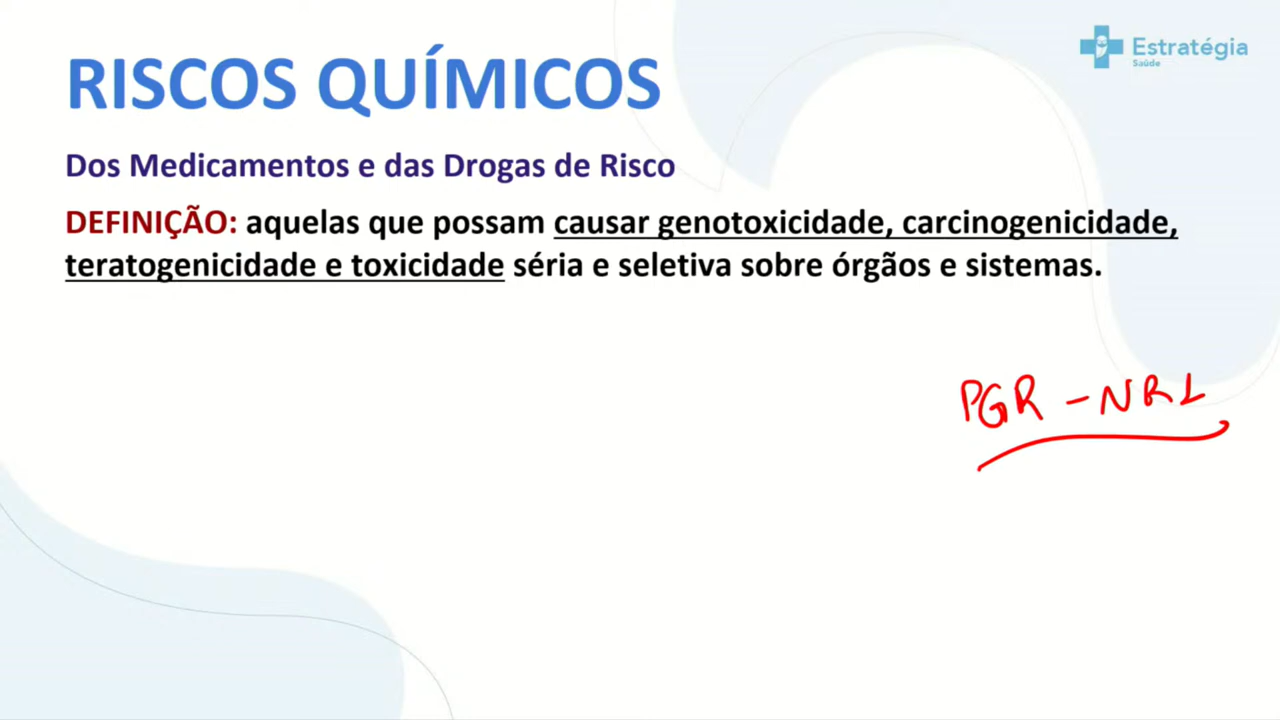 Estratégia
Saúde
RISCOS QUÍMICOS
Dos Medicamentos e das Drogas de Risco
DEFINIÇÃO: aquelas que possam causar genotoxicidade, carcinogenicidade,
teratogenicidade e toxicidade séria e seletiva sobre órgãos e sistemas.
PGR - NR1